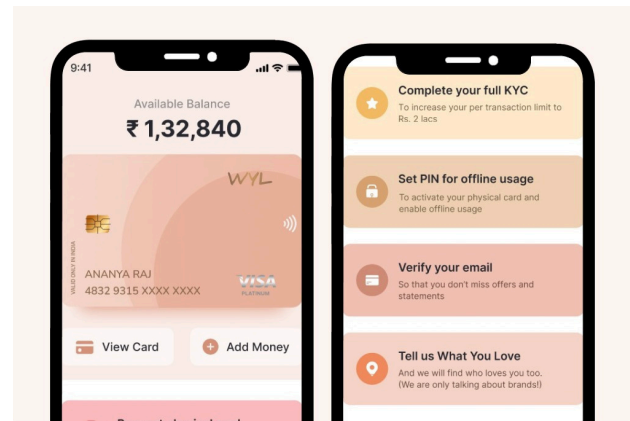 9:41
Available Balance
₹ 1,32,840
WYL
VALID ONLY IN INDIA
ANANYA RAJ
4832 9315 XXXX XXXX
VISA
PLATINUM
View Card
Add Money
Complete your full KYC
To increase your per transaction limit to
Rs. 2 lacs
Set PIN for offline usage
To activate your physical card and
enable offline usage
Verify your email
So that you don't miss offers and
statements
Tell us What You Love
And we will find who loves you too.
(We are only talking about brands!)